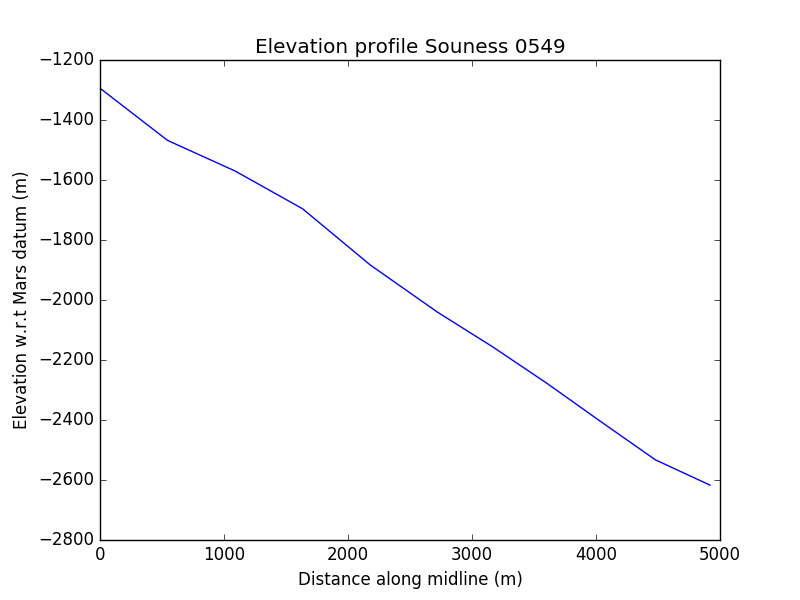 Elevation profile Souness 0549
−1200
−1400
−1600
−1800
−2000
−2200
−2400
−2600
−2800
Elevation w.r.t Mars datum (m)
0 1000 2000 3000 4000 5000
Distance along midline (m)